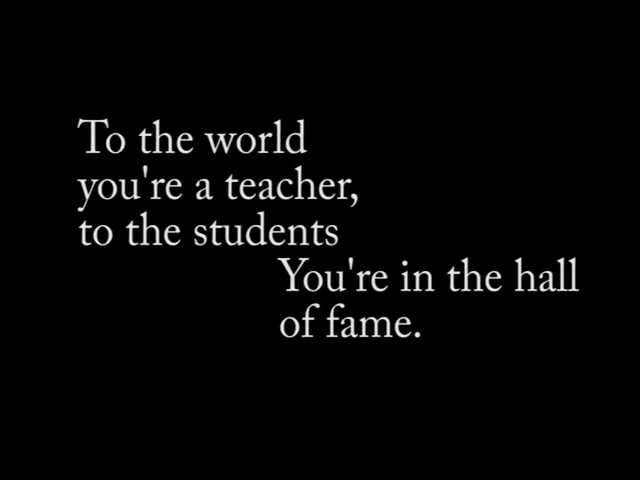 To the world
you're a teacher,
to the students
You're in the hall
of fame.